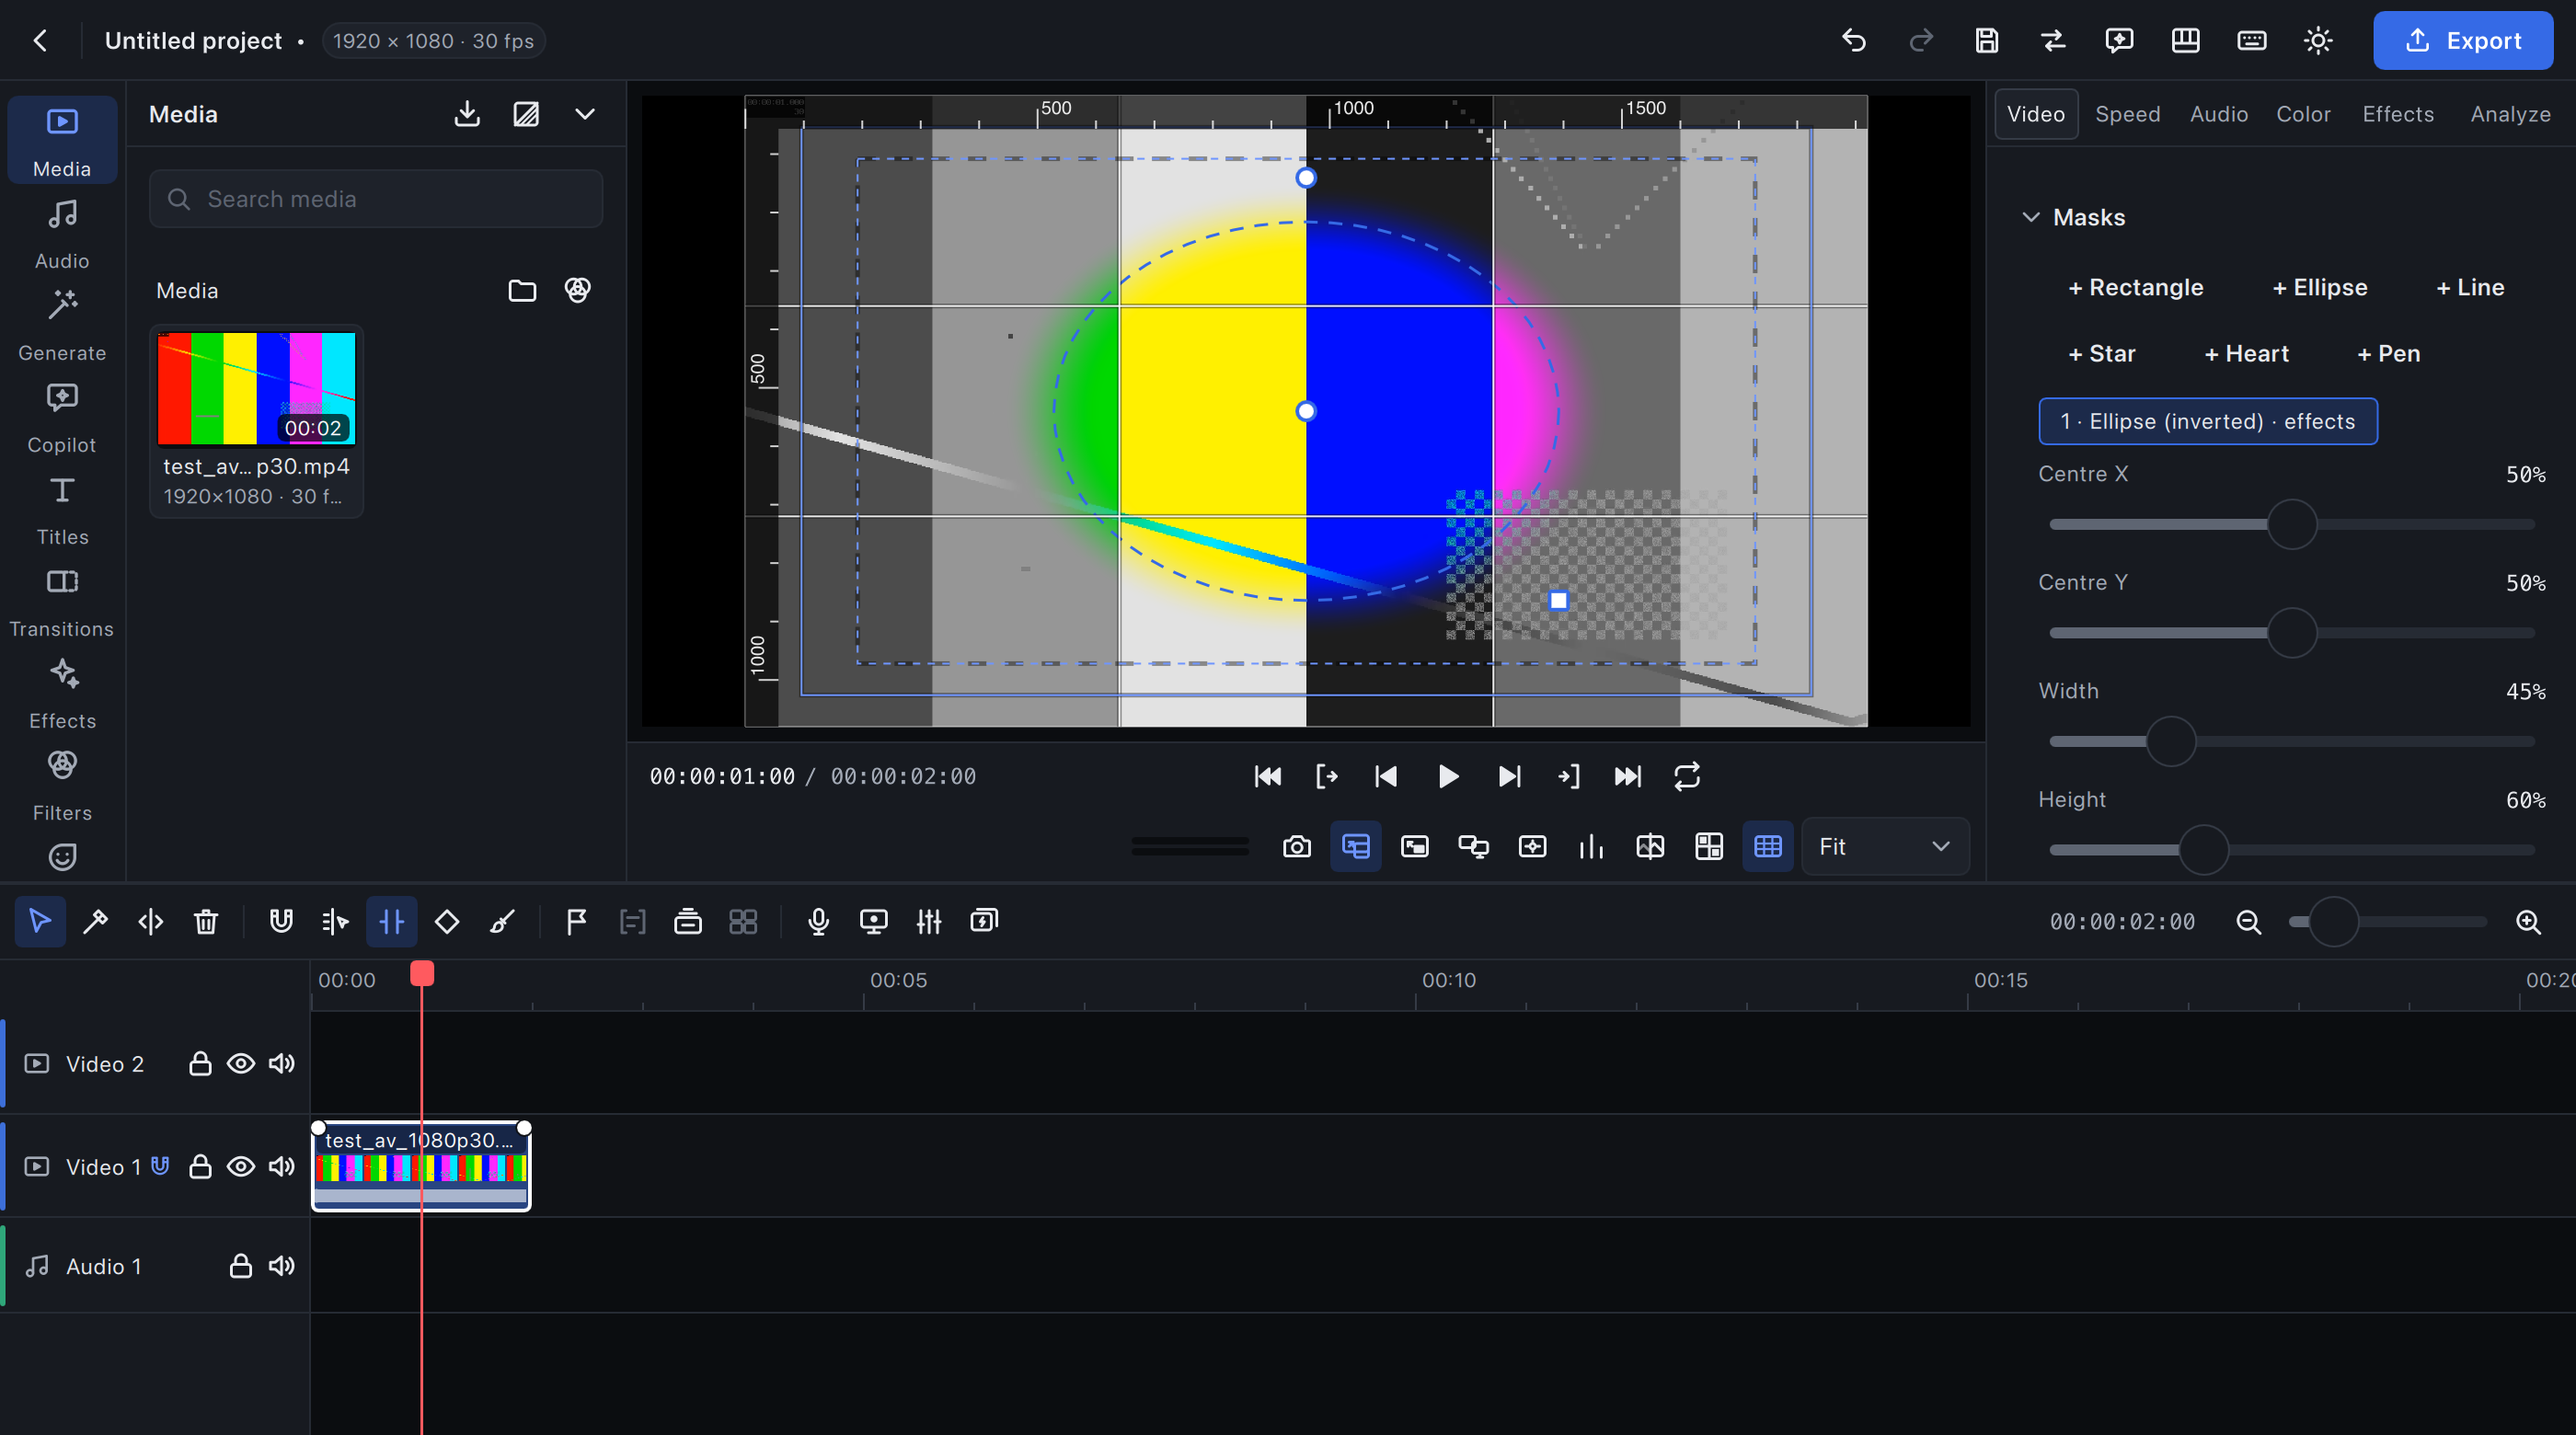 Untitled project • 1920 × 1080 · 30 fps
Export
Media
Audio
Generate
Copilot
Titles
Transitions
Effects
Filters
Media
Search media
Media
00:02
test_av... p30.mp4
1920×1080 · 30 f...
500
1000
1500
500
1000
00:00:01:00 / 00:00:02:00
Fit
Video
Speed
Audio
Color
Effects
Analyze
Masks
+ Rectangle
+ Ellipse
+ Line
+ Star
+ Heart
+ Pen
1 · Ellipse (inverted) · effects
Centre X 50%
Centre Y 50%
Width 45%
Height 60%
00:00:02:00
00:00
00:05
00:10
00:15
Video 2
Video 1
test_av_1080p30....
Audio 1